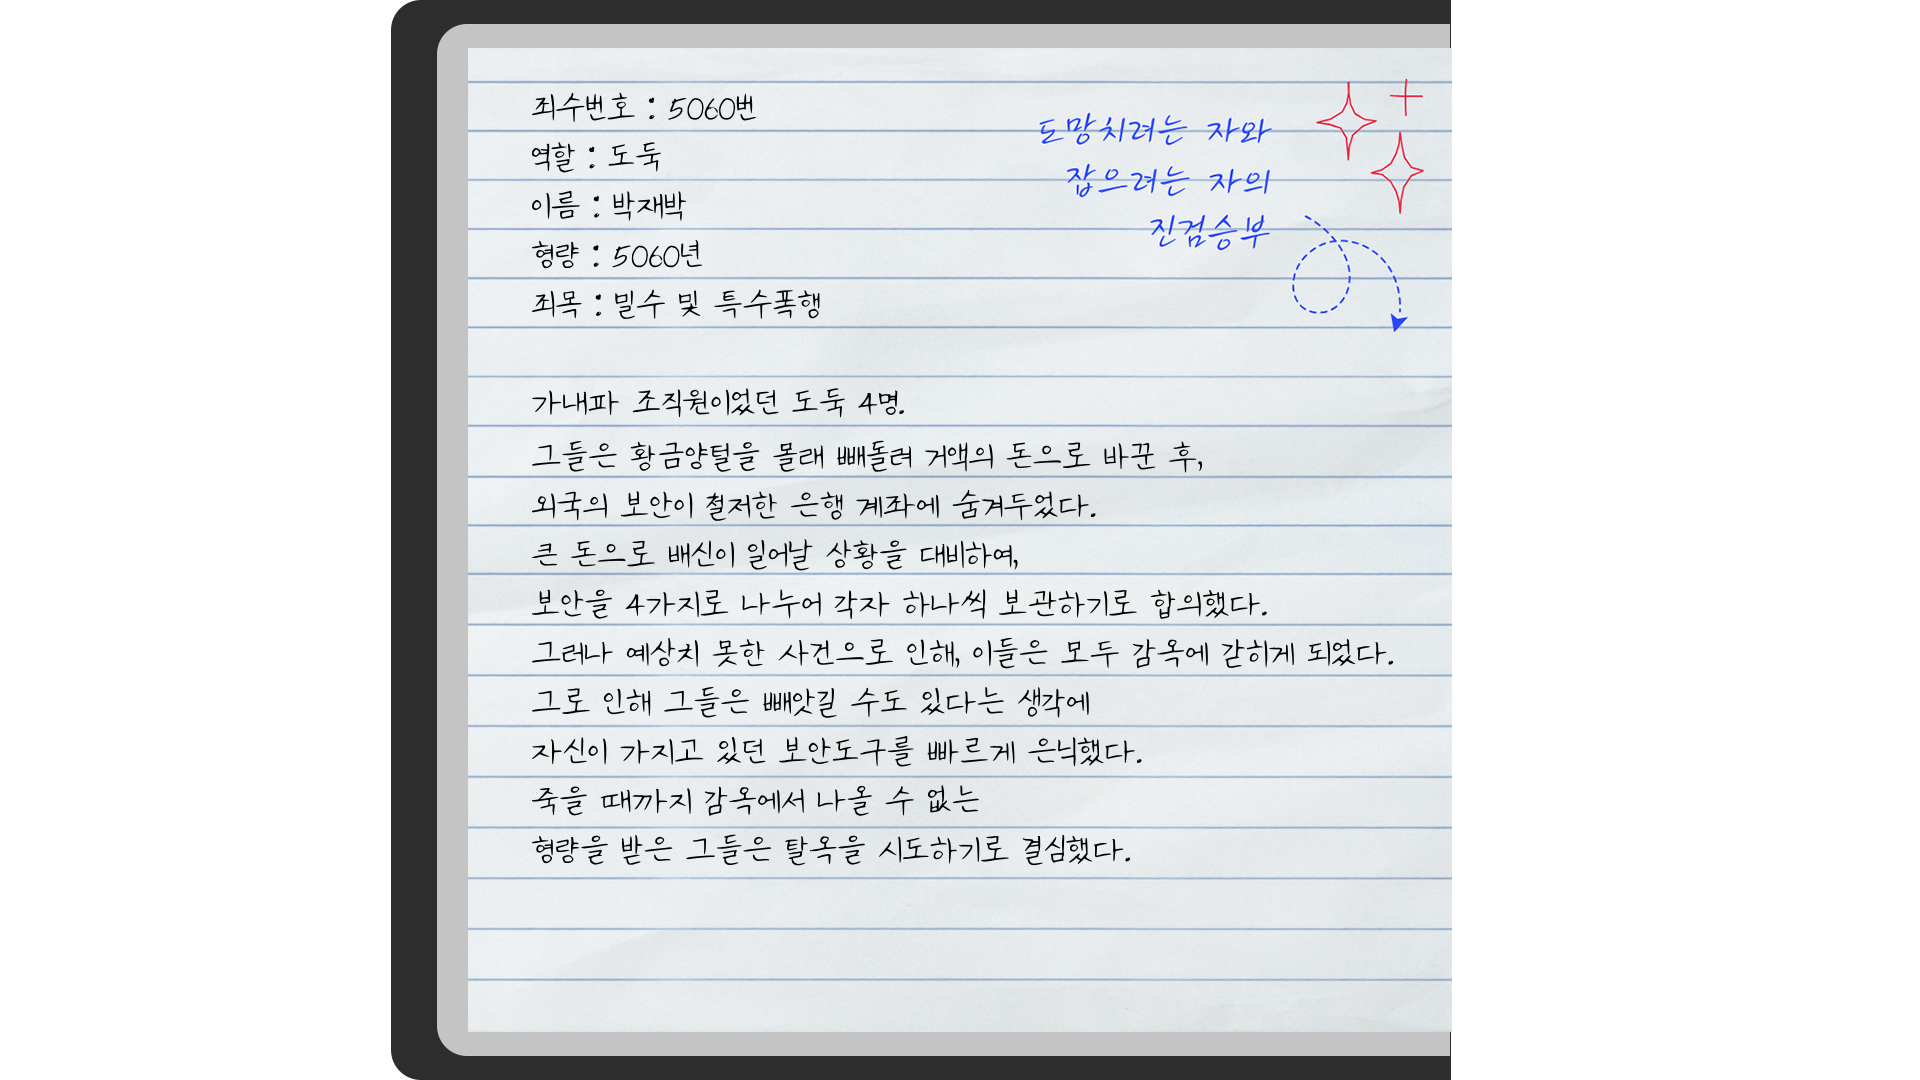 죄수번호 : 5060번
역할 : 도둑
이름 : 박재박
형량 : 5060년
죄목 : 밀수 및 특수폭행
도망치려는 자와
잡으려는 자의
진검승부
가내파 조직원이었던 도둑 4명.
그들은 황금양털을 몰래 빼돌려 거액의 돈으로 바꾼 후,
외국의 보안이 철저한 은행 계좌에 숨겨두었다.
큰 돈으로 배신이 일어날 상황을 대비하여,
보안을 4가지로 나누어 각자 하나씩 보관하기로 합의했다.
그러나 예상치 못한 사건으로 인해, 이들은 모두 감옥에 갇히게 되었다.
그로 인해 그들은 빼앗길 수도 있다는 생각에
자신이 가지고 있던 보안도구를 빠르게 은닉했다.
죽을 때까지 감옥에서 나올 수 없는
형량을 받은 그들은 탈옥을 시도하기로 결심했다.